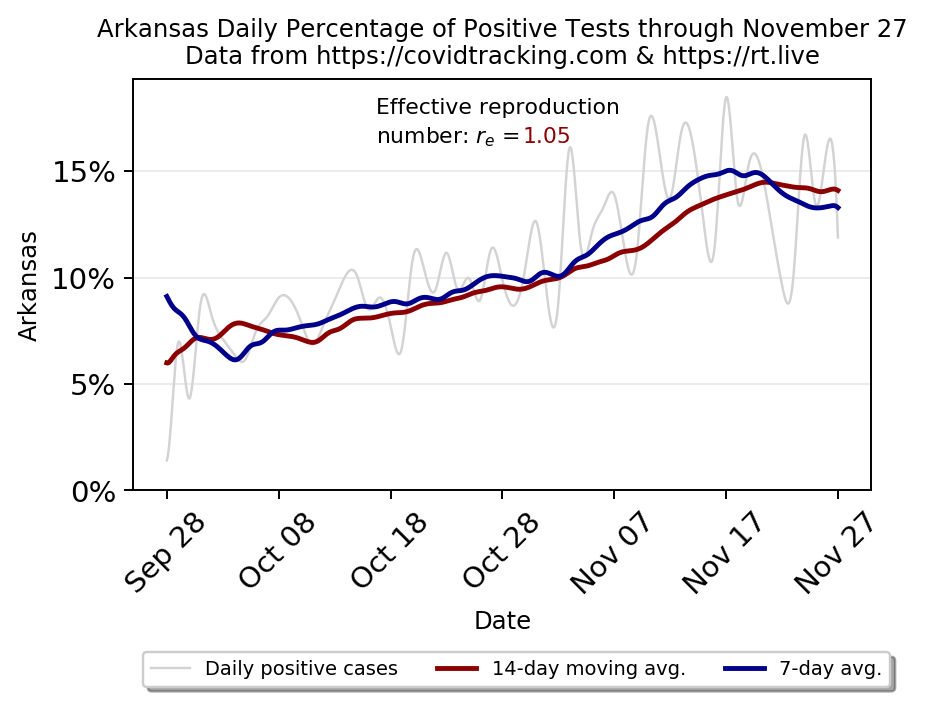 Arkansas Daily Percentage of Positive Tests through November 27
Data from https://covidtracking.com & https://rt.live
Effective reproduction
number: rₑ =1.05
15%
10%
5%
0%
Arkansas
Sep 28
Oct 08
Oct 18
Oct 28
Nov 07
Nov 17
Nov 27
Date
Daily positive cases
14-day moving avg.
7-day avg.